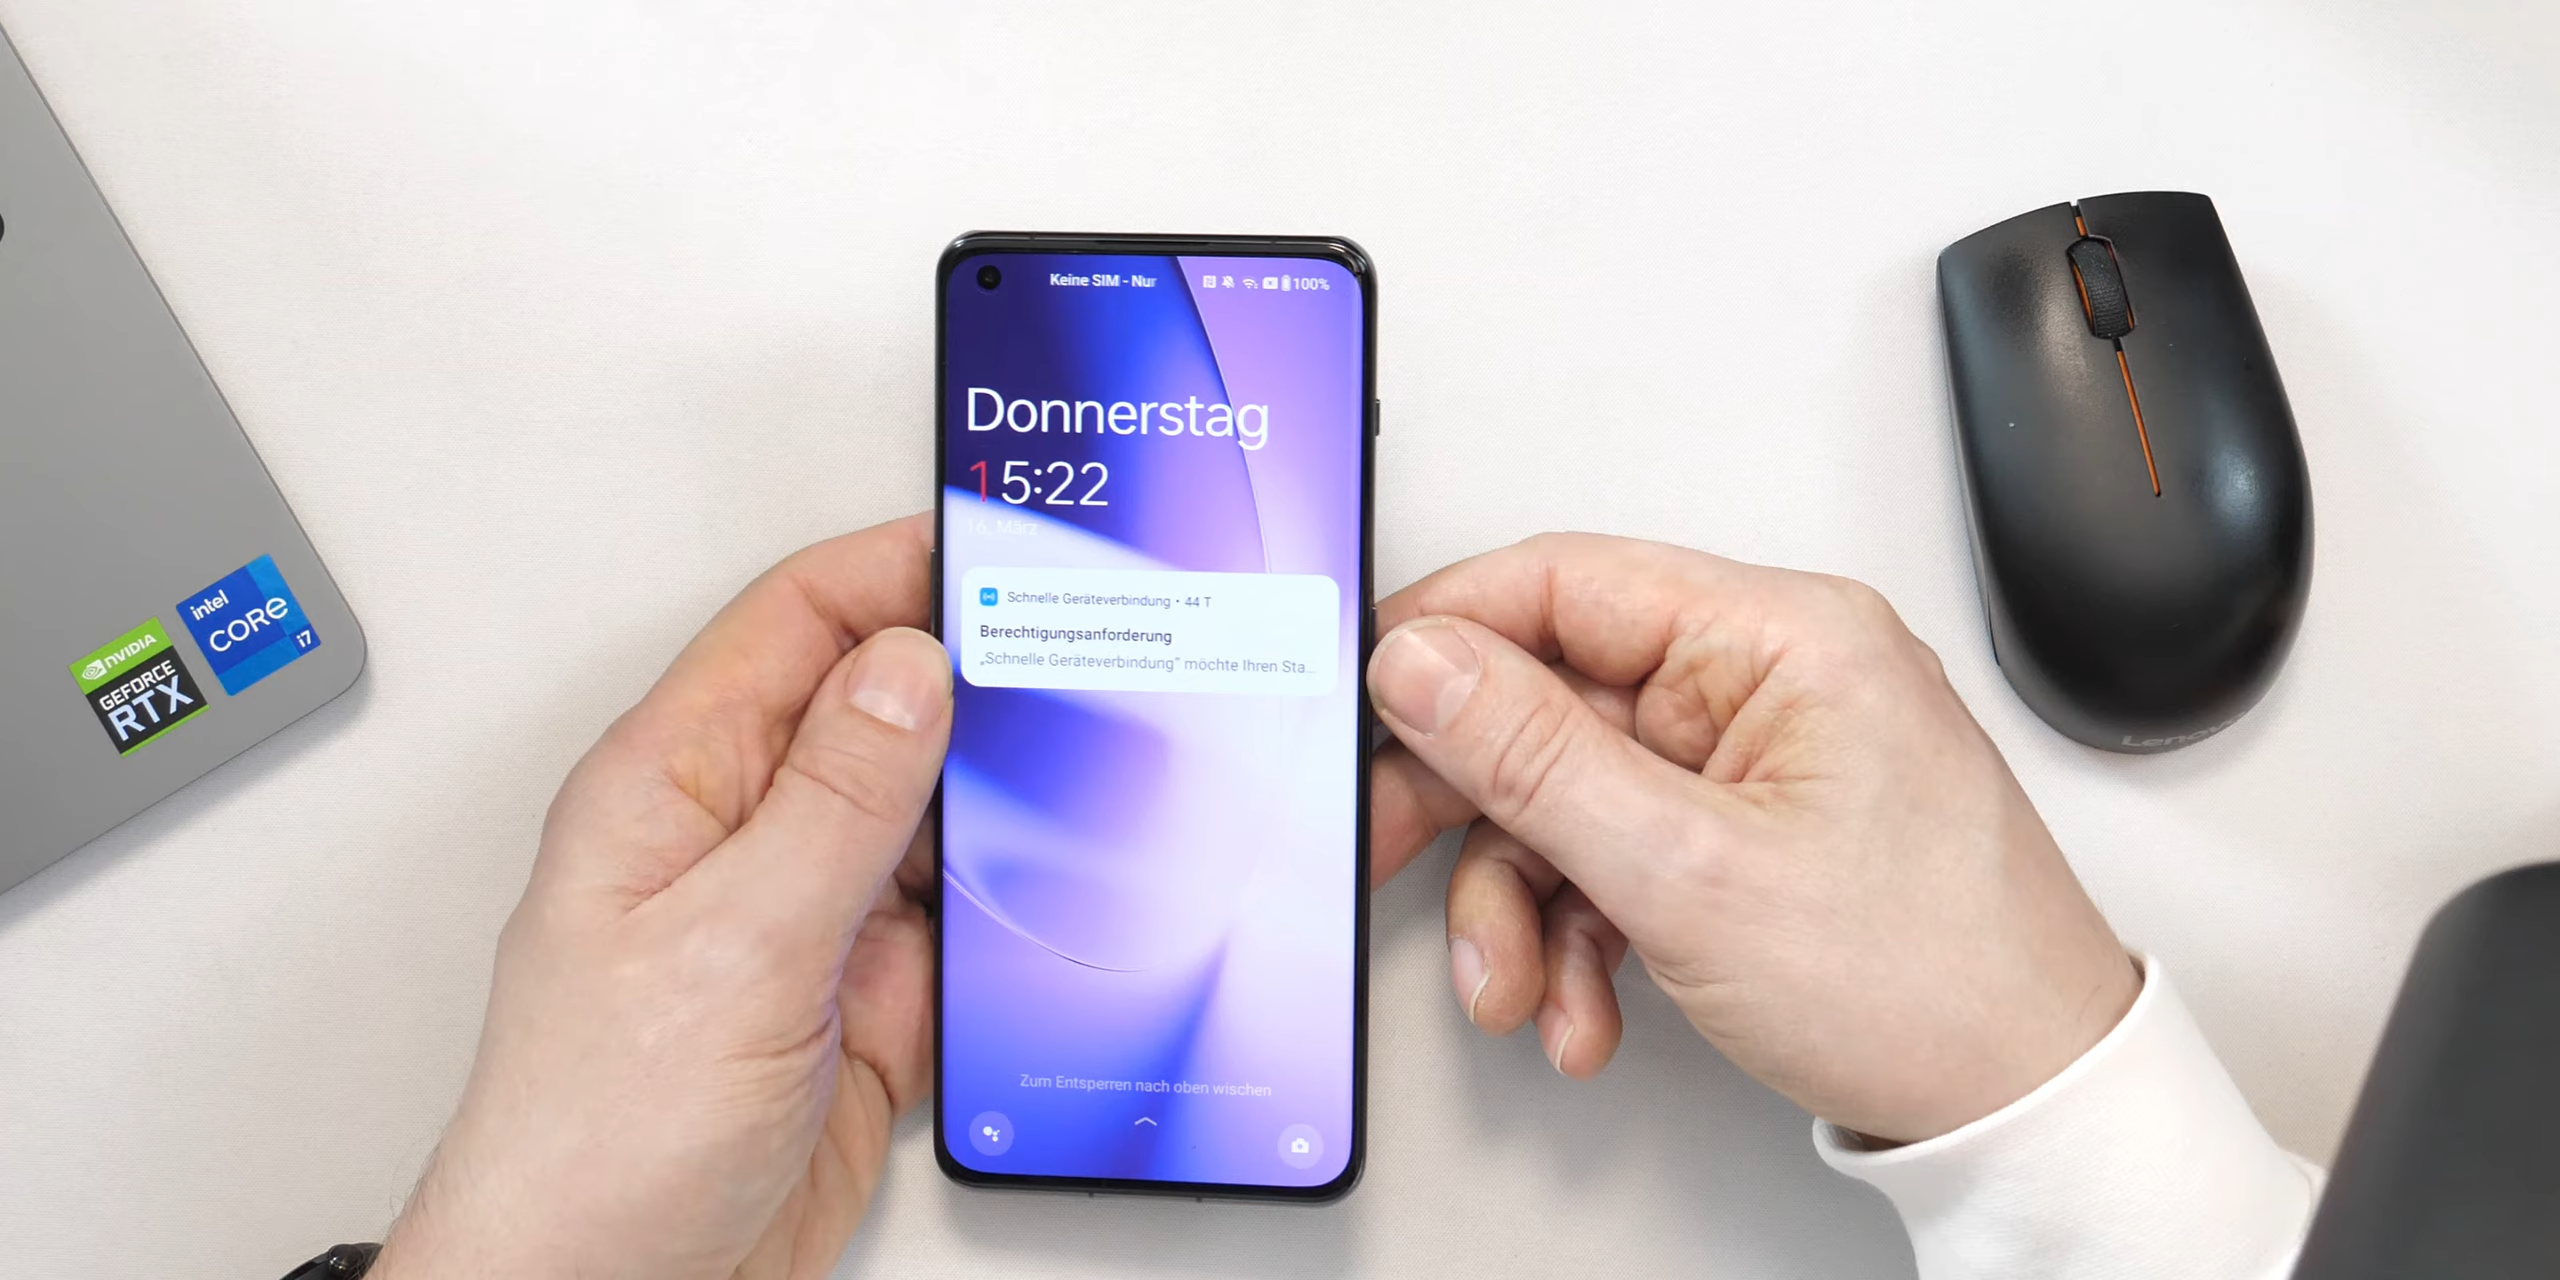 Keine SIM - Nur
100%
Donnerstag
15:22
16. März
Schnelle Geräteverbindung • 44 T
Berechtigungsanforderung
„Schnelle Geräteverbindung“ möchte Ihren Sta...
Zum Entsperren nach oben wischen
intel
CORE
i7
NVIDIA
GEFORCE
RTX
Lenovo